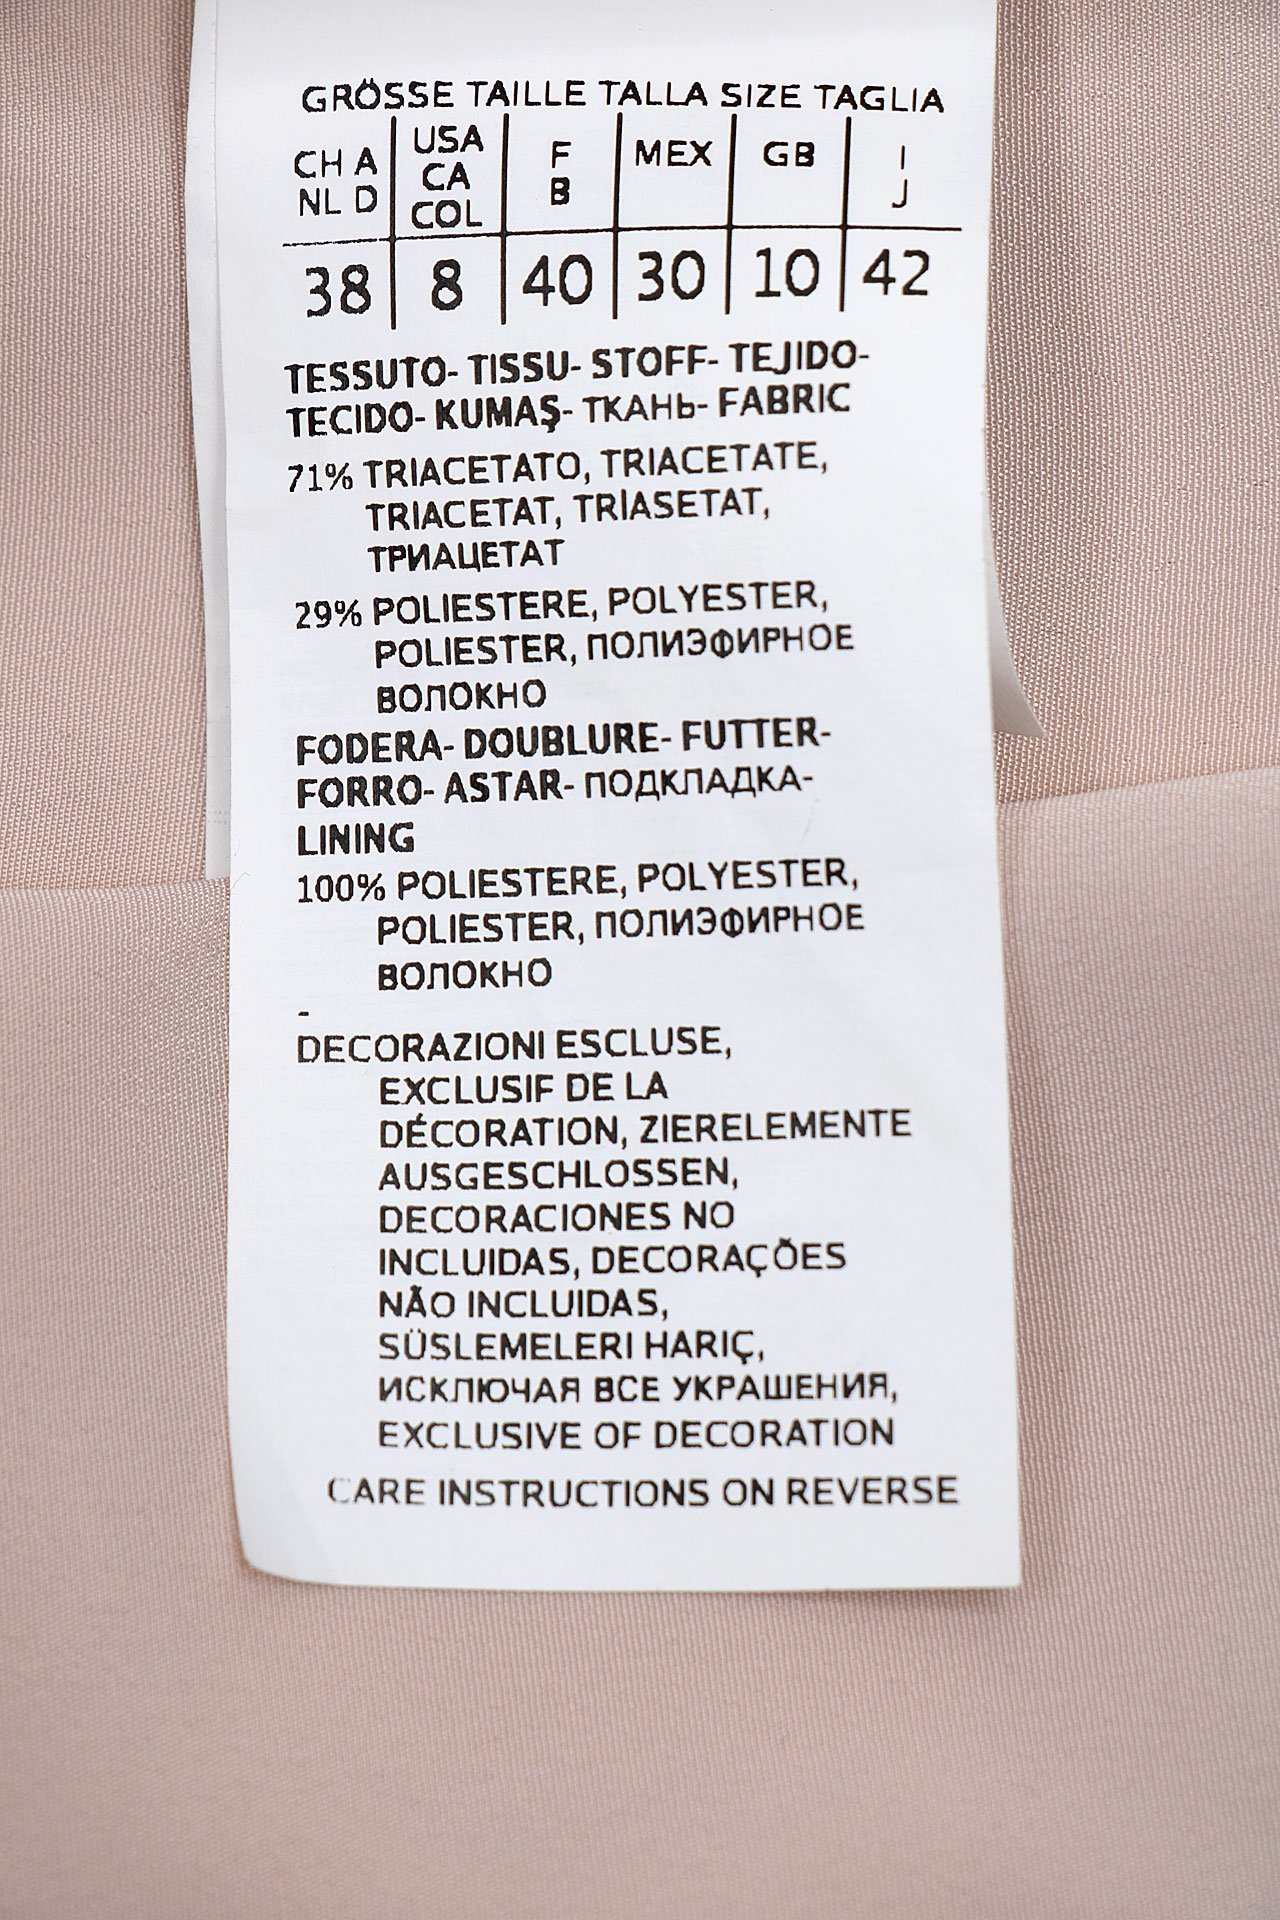 GRÖSSE TAILLE TALLA SIZE TAGLIA
CH A NL D | USA CA COL | F B | MEX | GB | I J
38 | 8 | 40 | 30 | 10 | 42
TESSUTO- TISSU- STOFF- TEJIDO-
TECIDO- KUMAŞ- ТКАНЬ- FABRIC
71% TRIACETATO, TRIACETATE,
TRIACETAT, TRİASETAT,
ТРИАЦЕТАТ
29% POLIESTERE, POLYESTER,
POLIESTER, ПОЛИЭФИРНОЕ
ВОЛОКНО
FODERA- DOUBLURE- FUTTER-
FORRO- ASTAR- ПОДКЛАДКА-
LINING
100% POLIESTERE, POLYESTER,
POLIESTER, ПОЛИЭФИРНОЕ
ВОЛОКНО
-
DECORAZIONI ESCLUSE,
EXCLUSIF DE LA
DÉCORATION, ZIERELEMENTE
AUSGESCHLOSSEN,
DECORACIONES NO
INCLUIDAS, DECORAÇÕES
NÃO INCLUIDAS,
SÜSLEMELERI HARIÇ,
ИСКЛЮЧАЯ ВСЕ УКРАШЕНИЯ,
EXCLUSIVE OF DECORATION
CARE INSTRUCTIONS ON REVERSE